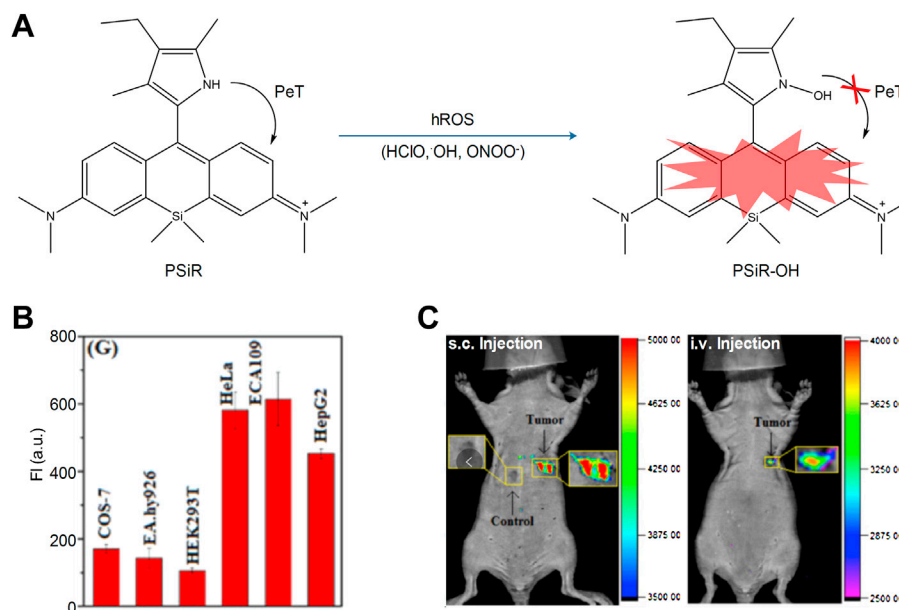 A
NH
PeT
N
Si
N
+
PSiR
hROS
(HClO, ·OH, ONOO⁻)
N
OH
PeT
N
Si
N
+
PSiR-OH
B
(G)
FI (a.u.)
800
600
400
200
0
COS-7
EA.hy926
HEK293T
HeLa
ECA109
HepG2
C
s.c. Injection
Tumor
Control
5000 00
4625 00
4250 00
3875 00
3500 00
i.v. Injection
Tumor
4000 00
3625 00
3250 00
2875 00
2500 00